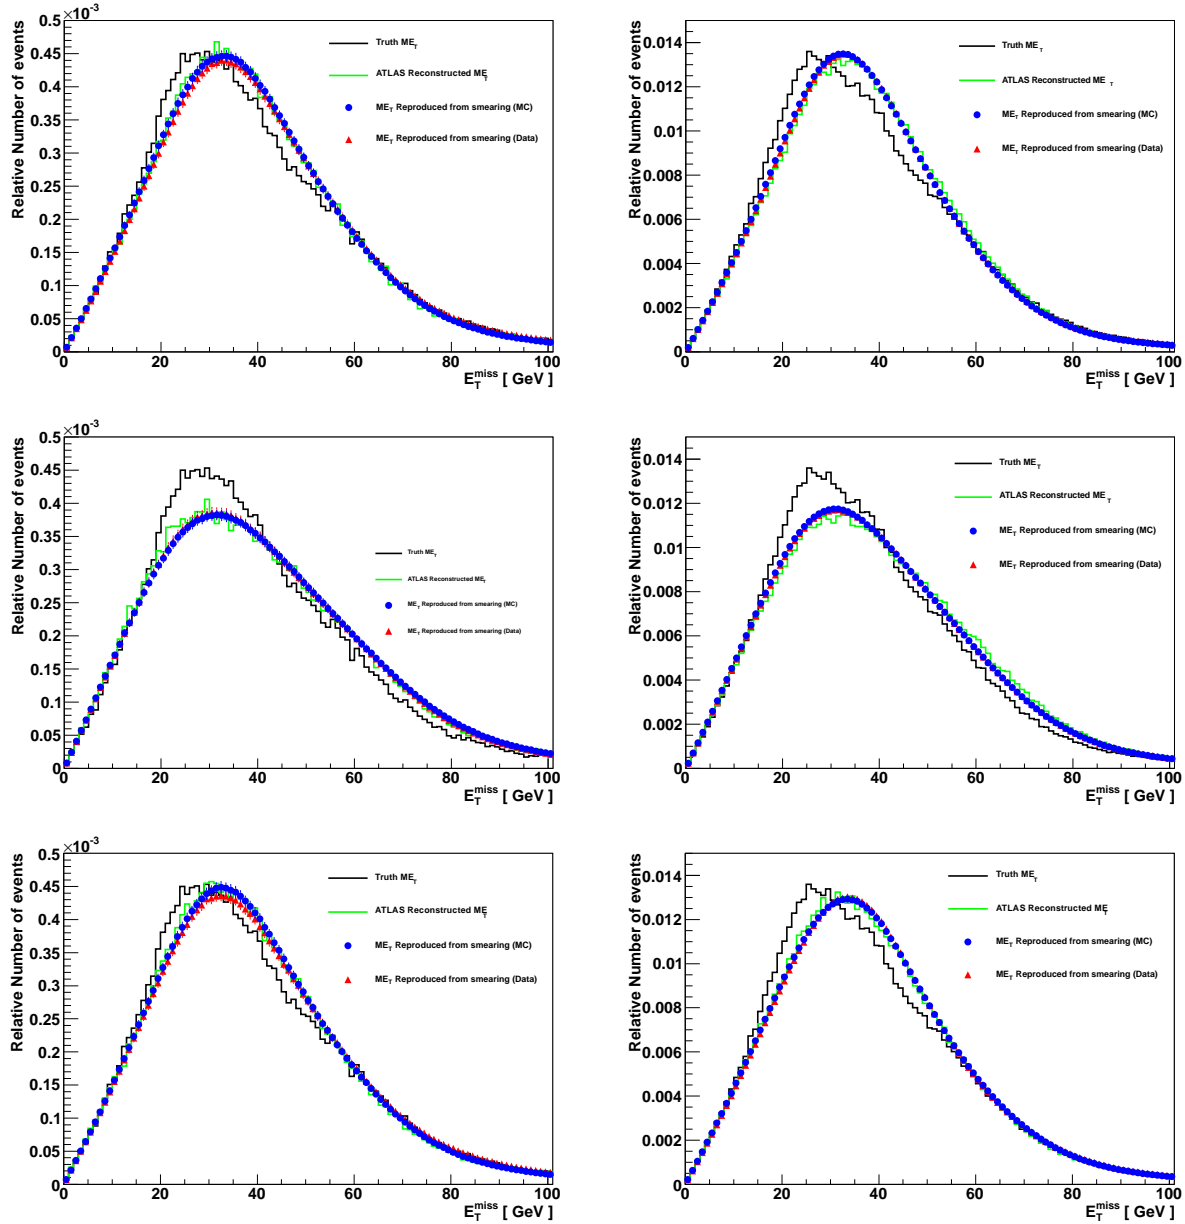 ×10⁻³
Relative Number of events
0.5
0.45
0.4
0.35
0.3
0.25
0.2
0.15
0.1
0.05
0
Truth ME_T
ATLAS Reconstructed ME_T
ME_T Reproduced from smearing (MC)
ME_T Reproduced from smearing (Data)
0 20 40 60 80 100
E_T^miss [ GeV ]
Relative Number of events
0.014
0.012
0.01
0.008
0.006
0.004
0.002
0
Truth ME_T
ATLAS Reconstructed ME_T
ME_T Reproduced from smearing (MC)
ME_T Reproduced from smearing (Data)
0 20 40 60 80 100
E_T^miss [ GeV ]
×10⁻³
Relative Number of events
0.5
0.45
0.4
0.35
0.3
0.25
0.2
0.15
0.1
0.05
0
Truth ME_T
ATLAS Reconstructed ME_T
ME_T Reproduced from smearing (MC)
ME_T Reproduced from smearing (Data)
0 20 40 60 80 100
E_T^miss [ GeV ]
Relative Number of events
0.014
0.012
0.01
0.008
0.006
0.004
0.002
0
Truth ME_T
ATLAS Reconstructed ME_T
ME_T Reproduced from smearing (MC)
ME_T Reproduced from smearing (Data)
0 20 40 60 80 100
E_T^miss [ GeV ]
×10⁻³
Relative Number of events
0.5
0.45
0.4
0.35
0.3
0.25
0.2
0.15
0.1
0.05
0
Truth ME_T
ATLAS Reconstructed ME_T
ME_T Reproduced from smearing (MC)
ME_T Reproduced from smearing (Data)
0 20 40 60 80 100
E_T^miss [ GeV ]
Relative Number of events
0.014
0.012
0.01
0.008
0.006
0.004
0.002
0
Truth ME_T
ATLAS Reconstructed ME_T
ME_T Reproduced from smearing (MC)
ME_T Reproduced from smearing (Data)
0 20 40 60 80 100
E_T^miss [ GeV ]